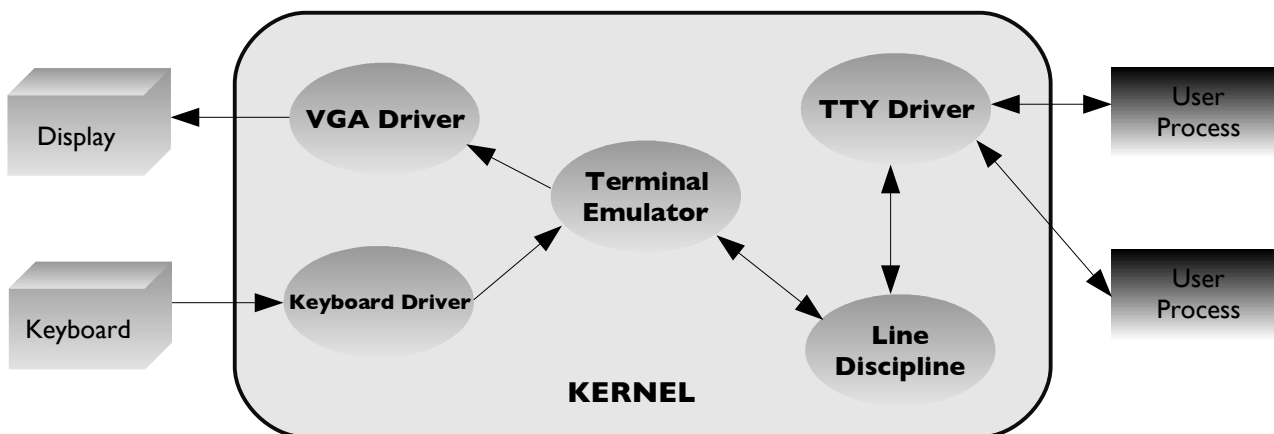 Display
VGA Driver
TTY Driver
User
Process
Terminal
Emulator
Keyboard
Keyboard Driver
User
Process
Line
Discipline
KERNEL